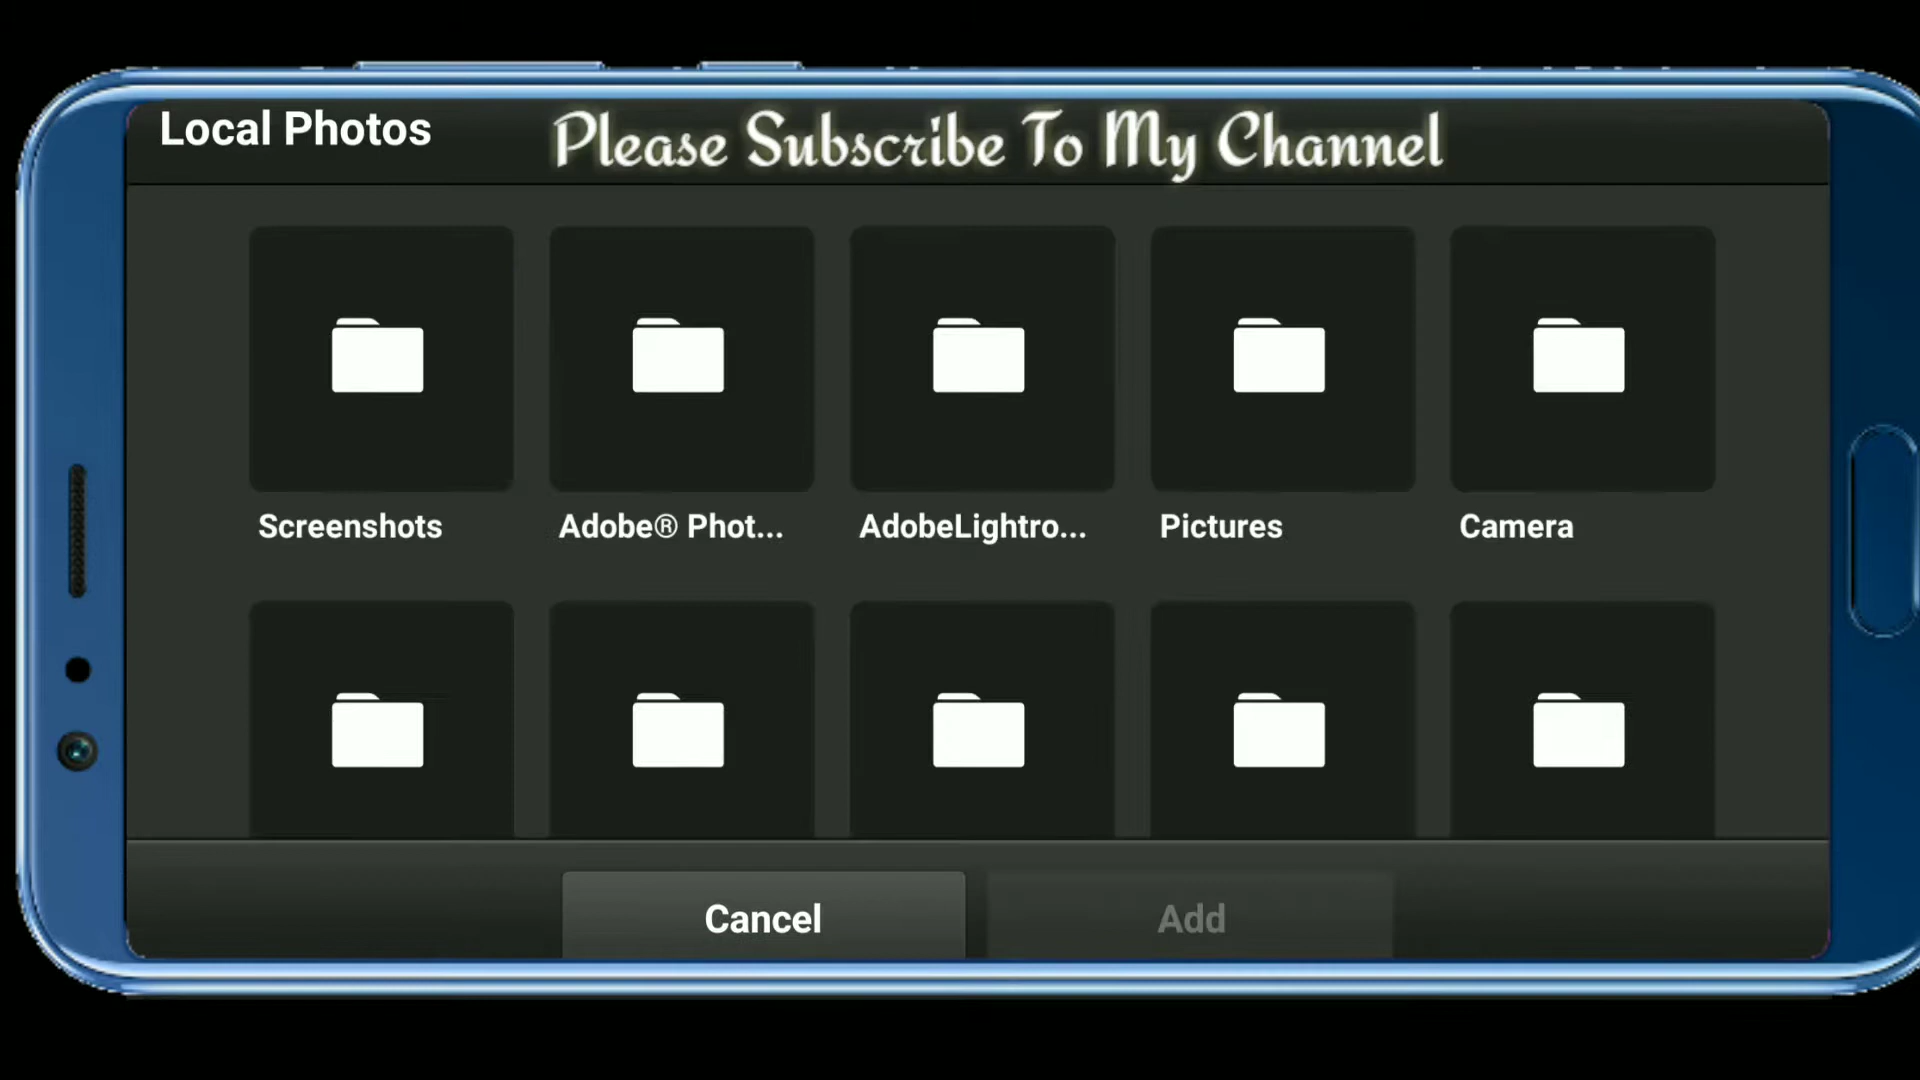 Local Photos
Please Subscribe To My Channel
Screenshots
Adobe® Phot...
AdobeLightro...
Pictures
Camera
Cancel
Add